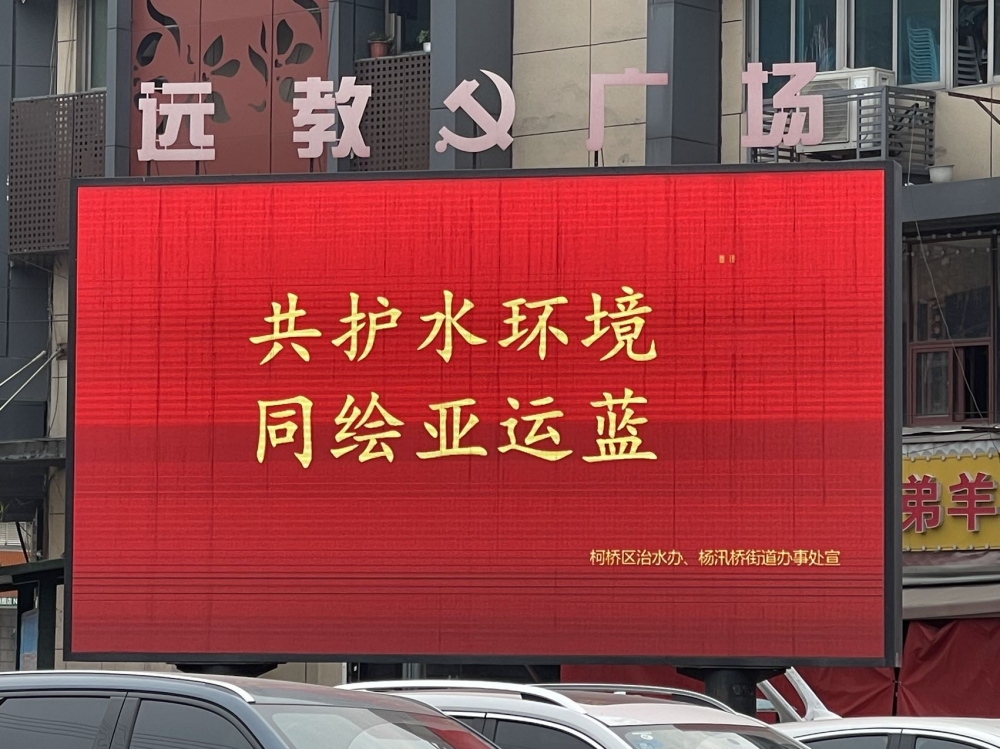 远教广场
共护水环境
同绘亚运蓝
柯桥区治水办、杨汛桥街道办事处宣
羊